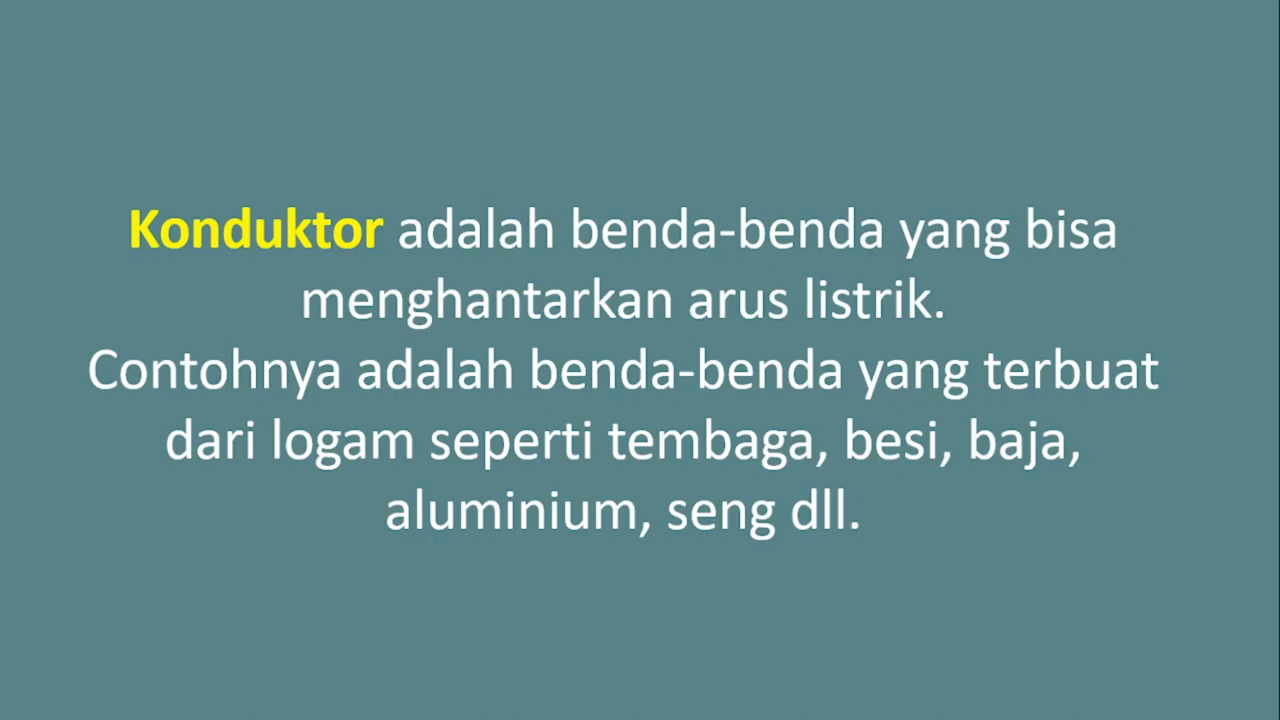 Konduktor adalah benda-benda yang bisa
menghantarkan arus listrik.
Contohnya adalah benda-benda yang terbuat
dari logam seperti tembaga, besi, baja,
aluminium, seng dll.